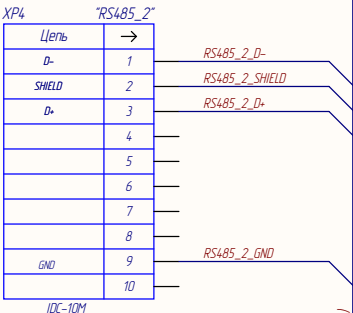 XP4 "RS485_2"
Цепь →
D- 1 RS485_2_D-
SHIELD 2 RS485_2_SHIELD
D+ 3 RS485_2_D+
4
5
6
7
8
GND 9 RS485_2_GND
10
IDC-10M